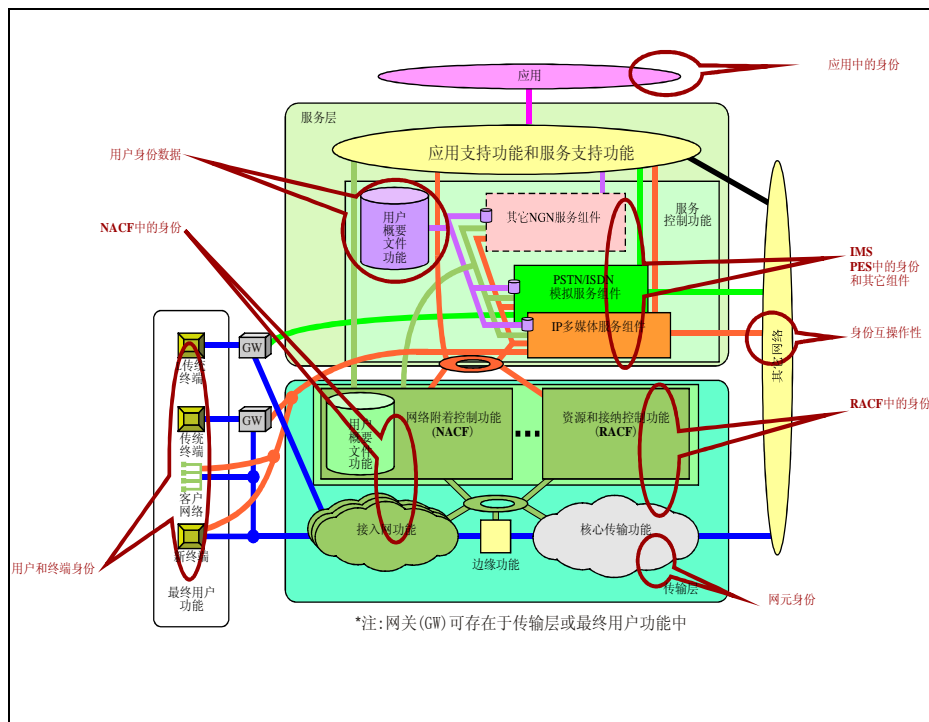 应用
应用中的身份
服务层
应用支持功能和服务支持功能
用户身份数据
用户
概要
文件
功能
其它NGN服务组件
服务
控制功能
NACF中的身份
PSTN/ISDN
模拟服务组件
IMS
PES中的身份
和其它组件
IP多媒体服务组件
身份互操作性
其它网络
GW
传统
终端
GW
传统
终端
客户
网络
新终端
最终用户
功能
用户和终端身份
用户
概要
文件
功能
网络附着控制功能
(NACF)
资源和接纳控制功能
(RACF)
RACF中的身份
接入网功能
边缘功能
核心传输功能
传输层
网元身份
*注:网关(GW)可存在于传输层或最终用户功能中